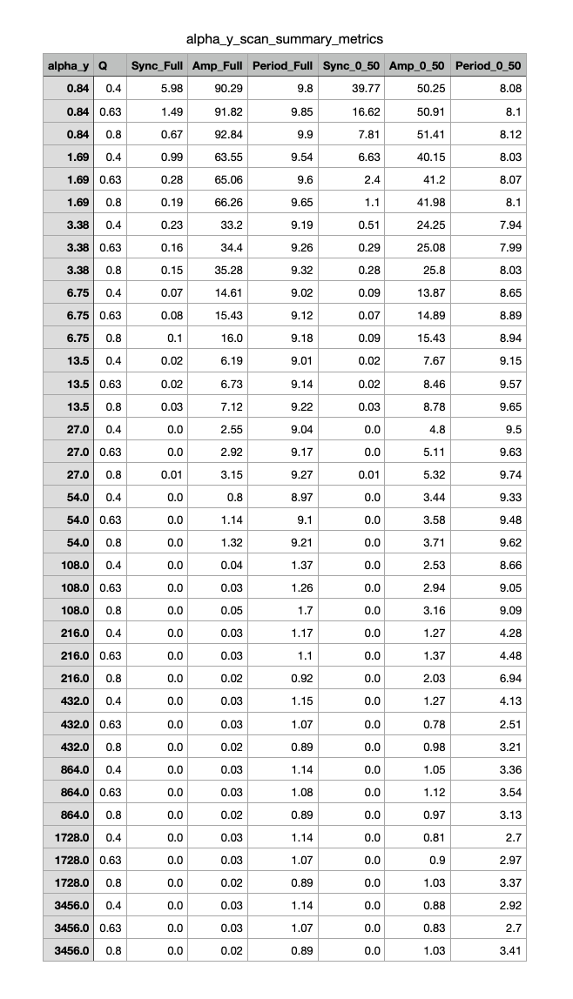 alpha_y_scan_summary_metrics
alpha_y Q Sync_Full Amp_Full Period_Full Sync_0_50 Amp_0_50 Period_0_50
0.84 0.4 5.98 90.29 9.8 39.77 50.25 8.08
0.84 0.63 1.49 91.82 9.85 16.62 50.91 8.1
0.84 0.8 0.67 92.84 9.9 7.81 51.41 8.12
1.69 0.4 0.99 63.55 9.54 6.63 40.15 8.03
1.69 0.63 0.28 65.06 9.6 2.4 41.2 8.07
1.69 0.8 0.19 66.26 9.65 1.1 41.98 8.1
3.38 0.4 0.23 33.2 9.19 0.51 24.25 7.94
3.38 0.63 0.16 34.4 9.26 0.29 25.08 7.99
3.38 0.8 0.15 35.28 9.32 0.28 25.8 8.03
6.75 0.4 0.07 14.61 9.02 0.09 13.87 8.65
6.75 0.63 0.08 15.43 9.12 0.07 14.89 8.89
6.75 0.8 0.1 16.0 9.18 0.09 15.43 8.94
13.5 0.4 0.02 6.19 9.01 0.02 7.67 9.15
13.5 0.63 0.02 6.73 9.14 0.02 8.46 9.57
13.5 0.8 0.03 7.12 9.22 0.03 8.78 9.65
27.0 0.4 0.0 2.55 9.04 0.0 4.8 9.5
27.0 0.63 0.0 2.92 9.17 0.0 5.11 9.63
27.0 0.8 0.01 3.15 9.27 0.01 5.32 9.74
54.0 0.4 0.0 0.8 8.97 0.0 3.44 9.33
54.0 0.63 0.0 1.14 9.1 0.0 3.58 9.48
54.0 0.8 0.0 1.32 9.21 0.0 3.71 9.62
108.0 0.4 0.0 0.04 1.37 0.0 2.53 8.66
108.0 0.63 0.0 0.03 1.26 0.0 2.94 9.05
108.0 0.8 0.0 0.05 1.7 0.0 3.16 9.09
216.0 0.4 0.0 0.03 1.17 0.0 1.27 4.28
216.0 0.63 0.0 0.03 1.1 0.0 1.37 4.48
216.0 0.8 0.0 0.02 0.92 0.0 2.03 6.94
432.0 0.4 0.0 0.03 1.15 0.0 1.27 4.13
432.0 0.63 0.0 0.03 1.07 0.0 0.78 2.51
432.0 0.8 0.0 0.02 0.89 0.0 0.98 3.21
864.0 0.4 0.0 0.03 1.14 0.0 1.05 3.36
864.0 0.63 0.0 0.03 1.08 0.0 1.12 3.54
864.0 0.8 0.0 0.02 0.89 0.0 0.97 3.13
1728.0 0.4 0.0 0.03 1.14 0.0 0.81 2.7
1728.0 0.63 0.0 0.03 1.07 0.0 0.9 2.97
1728.0 0.8 0.0 0.02 0.89 0.0 1.03 3.37
3456.0 0.4 0.0 0.03 1.14 0.0 0.88 2.92
3456.0 0.63 0.0 0.03 1.07 0.0 0.83 2.7
3456.0 0.8 0.0 0.02 0.89 0.0 1.03 3.41